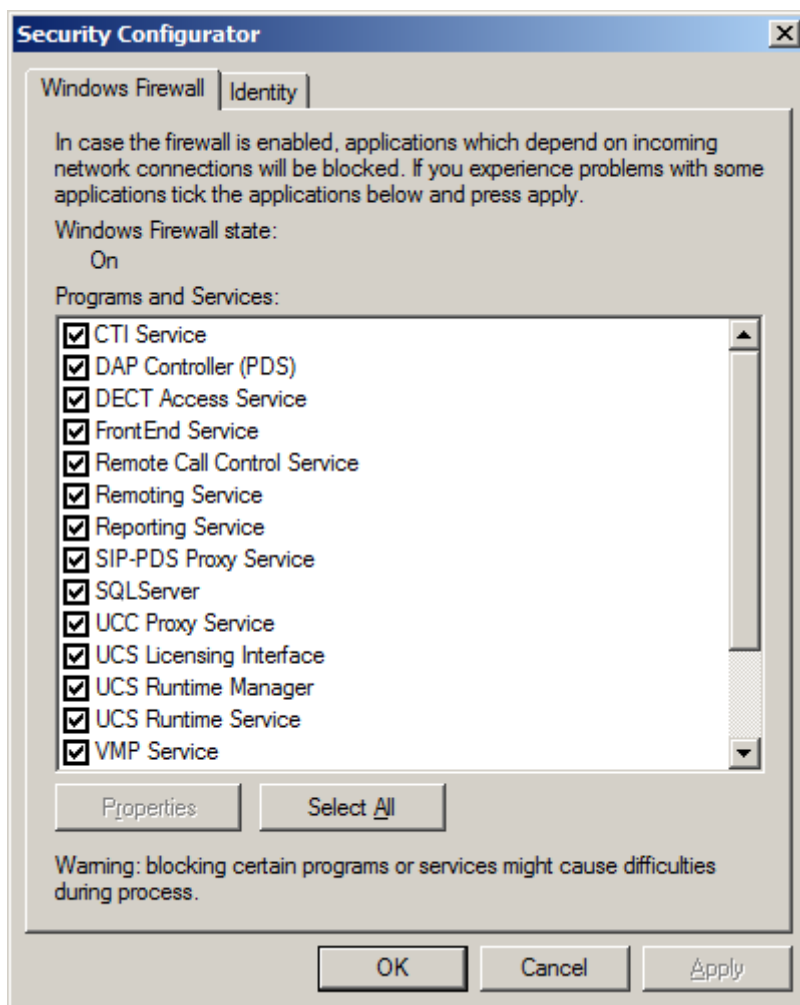 Security Configurator
Windows Firewall
Identity
In case the firewall is enabled, applications which depend on incoming
network connections will be blocked. If you experience problems with some
applications tick the applications below and press apply.
Windows Firewall state:
On
Programs and Services:
CTI Service
DAP Controller (PDS)
DECT Access Service
FrontEnd Service
Remote Call Control Service
Remoting Service
Reporting Service
SIP-PDS Proxy Service
SQLServer
UCC Proxy Service
UCS Licensing Interface
UCS Runtime Manager
UCS Runtime Service
VMP Service
Properties
Select All
Warning: blocking certain programs or services might cause difficulties
during process.
OK
Cancel
Apply